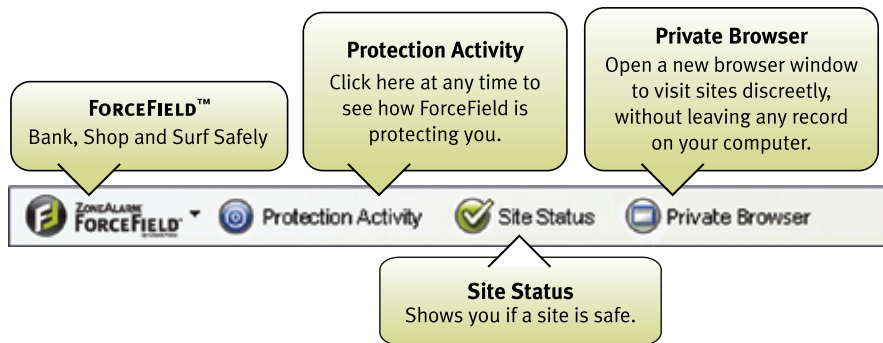 Protection Activity
Click here at any time to
see how ForceField is
protecting you.
Private Browser
Open a new browser window
to visit sites discreetly,
without leaving any record
on your computer.
FORCEFIELD™
Bank, Shop and Surf Safely
ZONEALARM
FORCEFIELD
Protection Activity
Site Status
Private Browser
Site Status
Shows you if a site is safe.